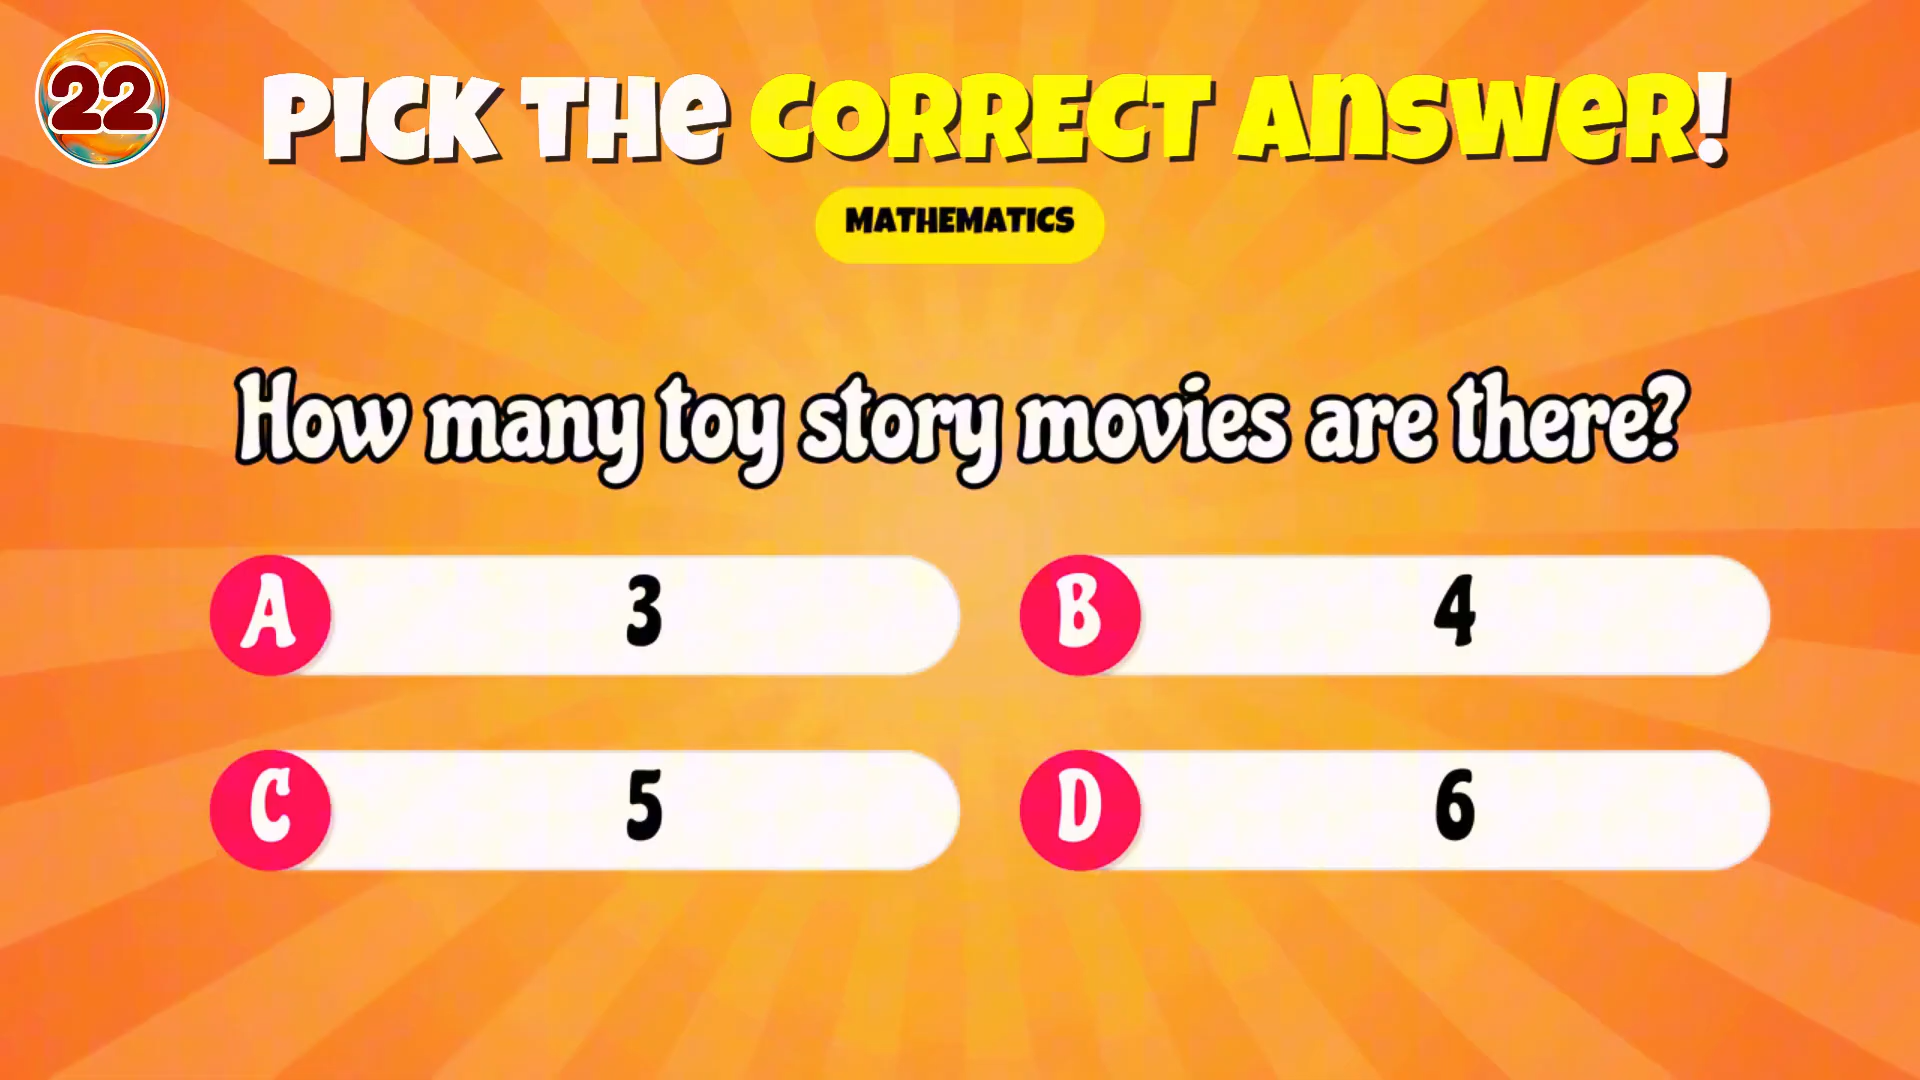 22
PICK THE CORRECT ANSWER!
MATHEMATICS
How many toy story movies are there?
A 3
B 4
C 5
D 6